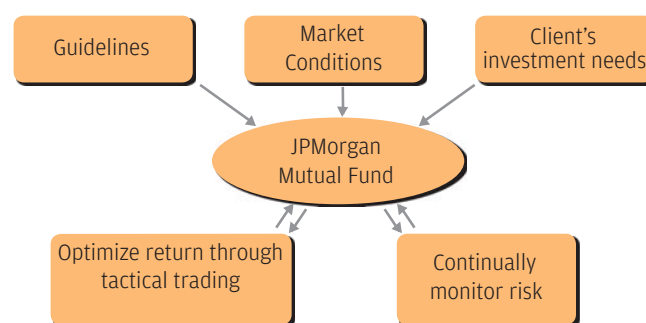 Guidelines
Market
Conditions
Client's
investment needs
JPMorgan
Mutual Fund
Optimize return through
tactical trading
Continually
monitor risk